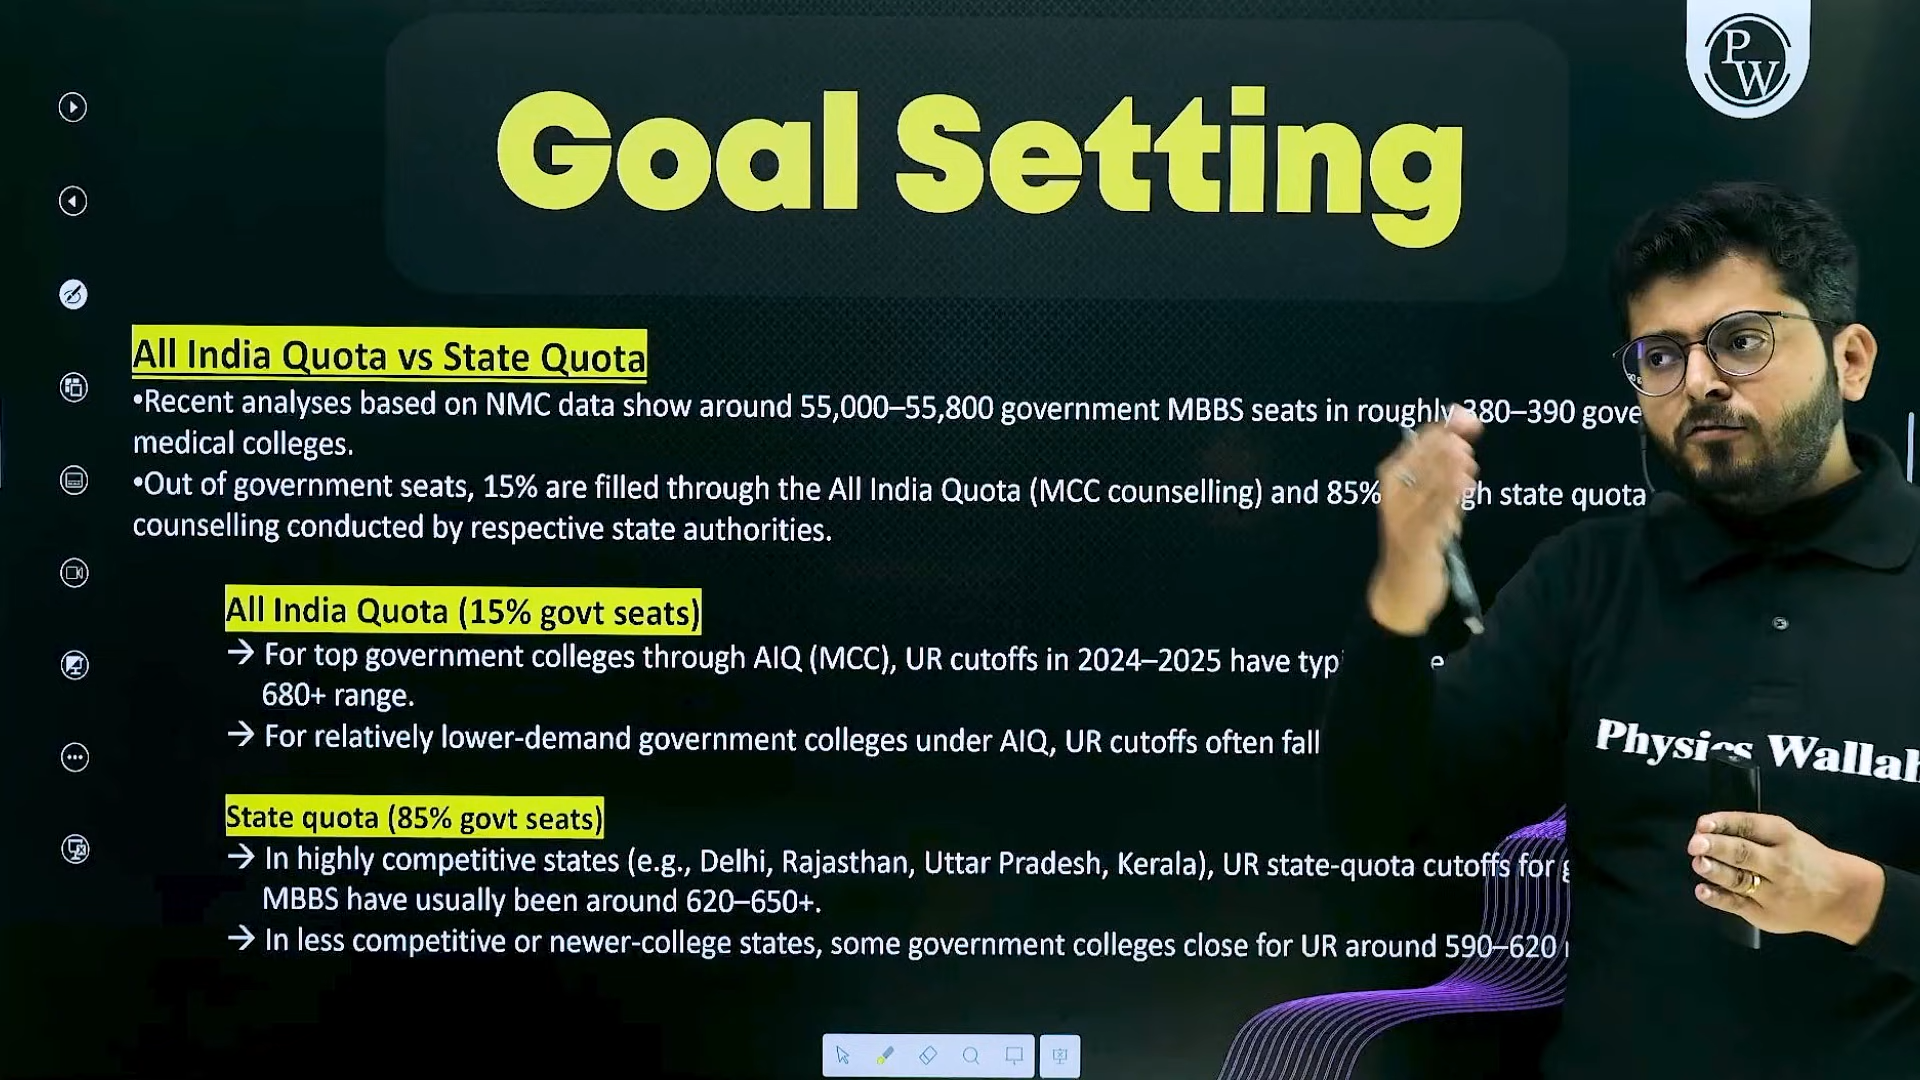 PW
Goal Setting
All India Quota vs State Quota
•Recent analyses based on NMC data show around 55,000–55,800 government MBBS seats in roughly 380–390 gove
medical colleges.
•Out of government seats, 15% are filled through the All India Quota (MCC counselling) and 85% gh state quota
counselling conducted by respective state authorities.
All India Quota (15% govt seats)
→ For top government colleges through AIQ (MCC), UR cutoffs in 2024–2025 have typ
680+ range.
→ For relatively lower-demand government colleges under AIQ, UR cutoffs often fall
Physics Wallah
State quota (85% govt seats)
→ In highly competitive states (e.g., Delhi, Rajasthan, Uttar Pradesh, Kerala), UR state-quota cutoffs for g
MBBS have usually been around 620–650+.
→ In less competitive or newer-college states, some government colleges close for UR around 590–620